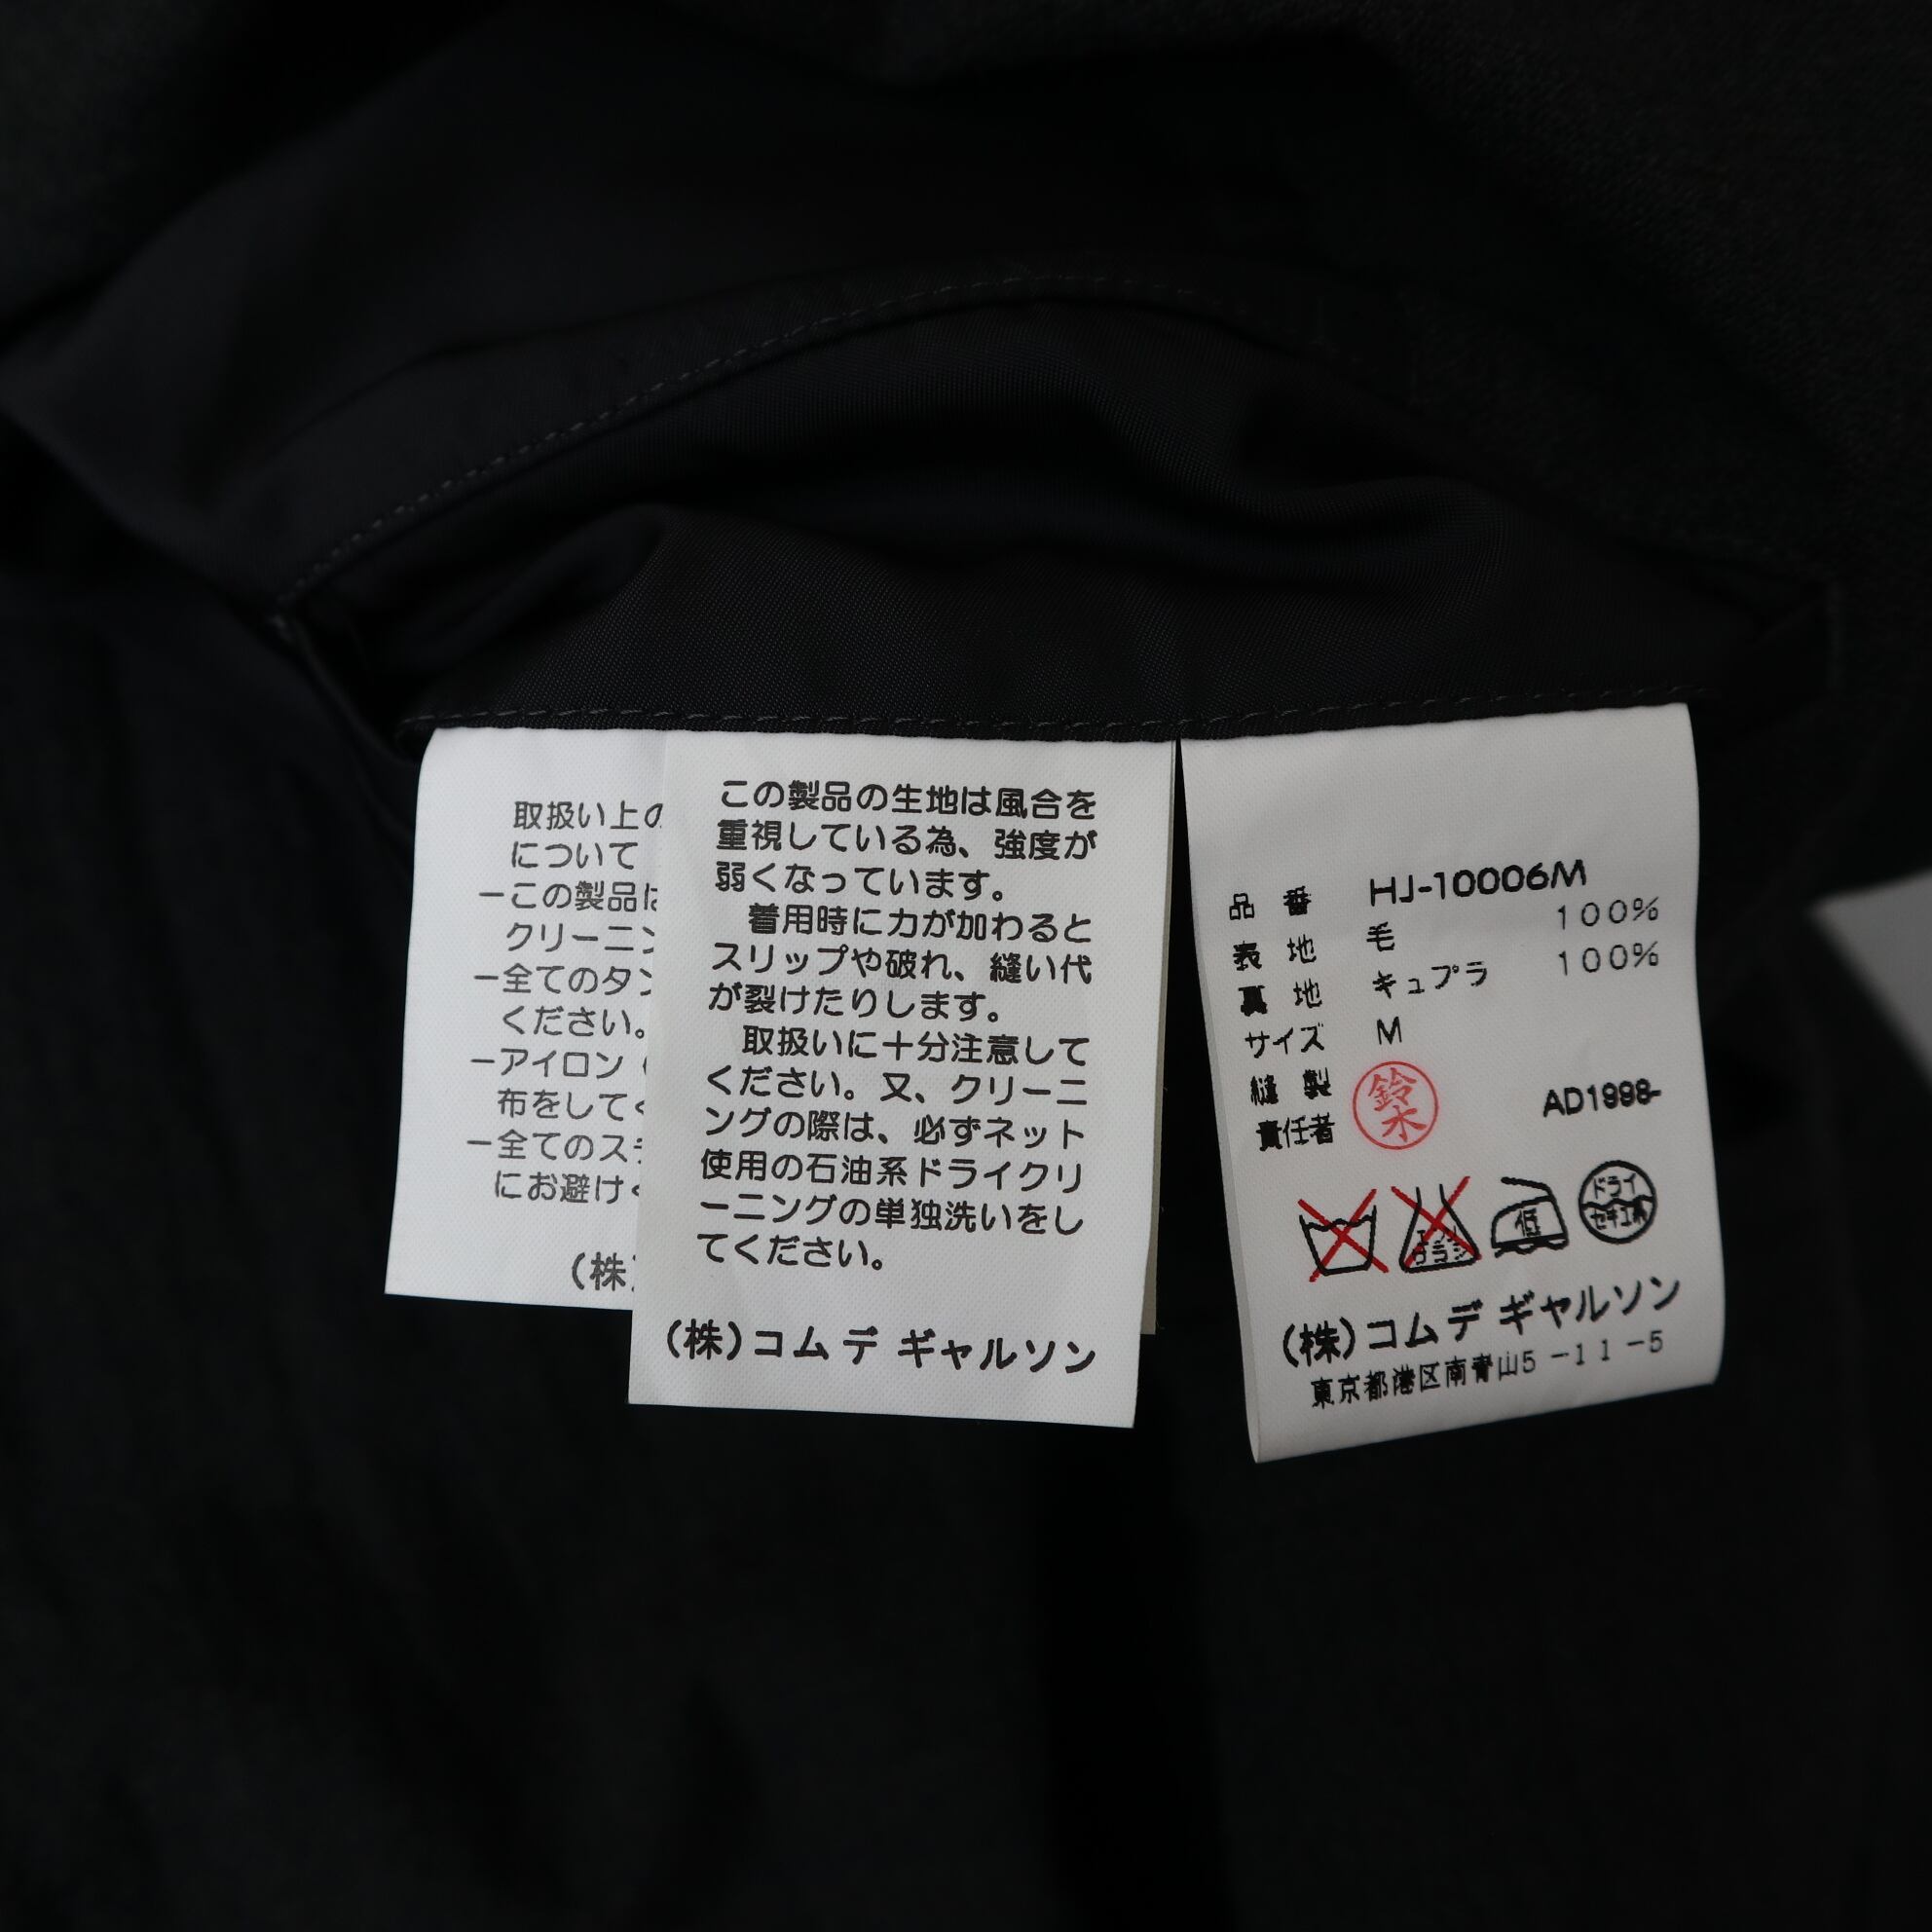 取扱い上の
について
－この製品は
クリーニン
－全てのタン
ください。
－アイロン
布をして
－全てのス
にお避け
(株)
この製品の生地は風合を
重視している為、強度が
弱くなっています。
着用時に力が加わると
スリップや破れ、縫い代
が裂けたりします。
取扱いに十分注意して
ください。又、クリーニ
ングの際は、必ずネット
使用の石油系ドライクリ
ーニングの単独洗いをし
てください。
(株)コム デ ギャルソン
品番 HJ-10006M
表地 毛 100%
裏地 キュプラ 100%
サイズ M
縫製
責任者 鈴木 AD1998-
低
ドライ
セキユ系
(株)コム デ ギャルソン
東京都港区南青山5－11－5